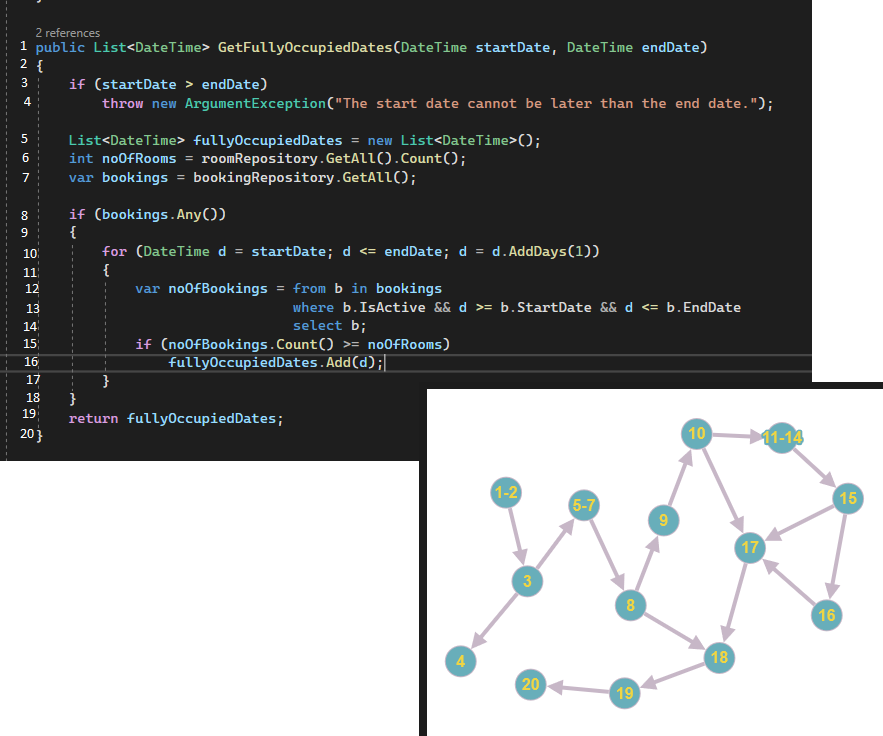 2 references
1 public List<DateTime> GetFullyOccupiedDates(DateTime startDate, DateTime endDate)
2 {
3 if (startDate > endDate)
4 throw new ArgumentException("The start date cannot be later than the end date.");
5 List<DateTime> fullyOccupiedDates = new List<DateTime>();
6 int noOfRooms = roomRepository.GetAll().Count();
7 var bookings = bookingRepository.GetAll();
8 if (bookings.Any())
9 {
10 for (DateTime d = startDate; d <= endDate; d = d.AddDays(1))
11 {
12 var noOfBookings = from b in bookings
13 where b.IsActive && d >= b.StartDate && d <= b.EndDate
14 select b;
15 if (noOfBookings.Count() >= noOfRooms)
16 fullyOccupiedDates.Add(d);
17 }
18 }
19 return fullyOccupiedDates;
20 }
10 11-14
1-2 5-7 9 15
17
3 8 16
4 20 19 18